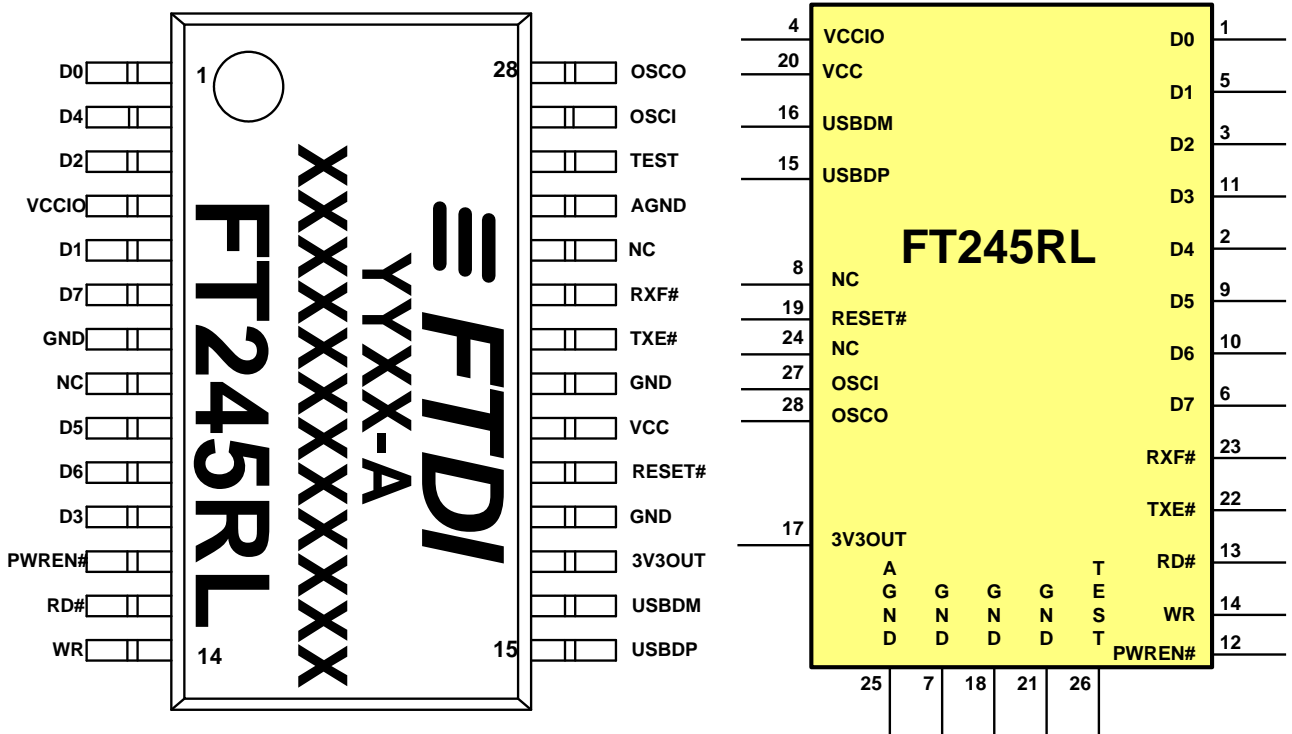 D0
D4
D2
VCCIO
D1
D7
GND
NC
D5
D6
D3
PWREN#
RD#
WR
1
28
14
15
FT245RL
XXXXXXXXXXXX
YYXX-A
FTDI
OSCO
OSCI
TEST
AGND
NC
RXF#
TXE#
GND
VCC
RESET#
GND
3V3OUT
USBDM
USBDP
FT245RL
4 VCCIO
20 VCC
16 USBDM
15 USBDP
8 NC
19 RESET#
24 NC
27 OSCI
28 OSCO
17 3V3OUT
D0 1
D1 5
D2 3
D3 11
D4 2
D5 9
D6 10
D7 6
RXF# 23
TXE# 22
RD# 13
WR 14
PWREN# 12
AGND 25
GND 7
GND 18
GND 21
TEST 26